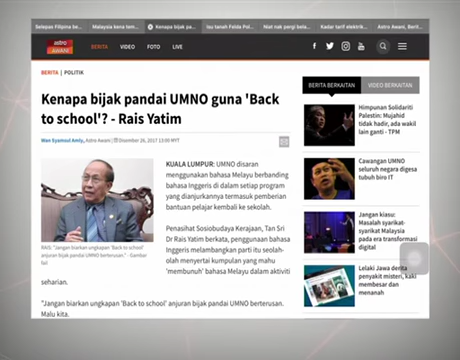 Selepas Filipina be...
Malaysia kena tem...
Kenapa bijak pa...
Isu tanah Felda Pol...
Niat nak pergi belu...
Kadar tarif elektrik...
Astro Awani, Berit...
astro
AWANI
BERITA
VIDEO
FOTO
LIVE
BERITA | POLITIK
Kenapa bijak pandai UMNO guna 'Back
to school'? - Rais Yatim
Wan Syamsul Amly, Astro Awani | Disember 26, 2017 13:00 MYT
RAIS: "Jangan biarkan ungkapan 'Back to school'
anjuran bijak pandai UMNO berterusan." - Gambar
fail
KUALA LUMPUR: UMNO disaran
menggunakan bahasa Melayu berbanding
bahasa Inggeris di dalam setiap program
yang dianjurkannya termasuk pemberian
bantuan pelajar kembali ke sekolah.
Penasihat Sosiobudaya Kerajaan, Tan Sri
Dr Rais Yatim berkata, penggunaan bahasa
Inggeris melambangkan parti itu seolah-
olah menyertai kumpulan yang mahu
'membunuh' bahasa Melayu dalam aktiviti
seharian.
"Jangan biarkan ungkapan 'Back to school' anjuran bijak pandai UMNO berterusan.
Malu kita.
BERITA BERKAITAN
VIDEO BERKAITAN
Himpunan Solidariti
Palestin: Mujahid
tidak hadir, ada wakil
lain ganti - TPM
Cawangan UMNO
seluruh negara digesa
tubuh biro IT
Jangan kiasu:
Masalah syarikat-
syarikat Malaysia
pada era transformasi
digital
Lelaki Jawa derita
penyakit misteri, kaki
membesar dan
menanah